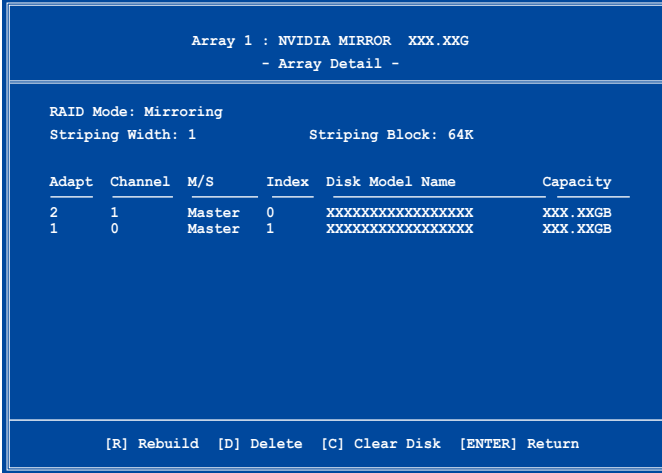 Array 1 : NVIDIA MIRROR XXX.XXG
- Array Detail -
RAID Mode: Mirroring
Striping Width: 1 Striping Block: 64K
Adapt Channel M/S Index Disk Model Name Capacity
2 1 Master 0 XXXXXXXXXXXXXXXXX XXX.XXGB
1 0 Master 1 XXXXXXXXXXXXXXXXX XXX.XXGB
[R] Rebuild [D] Delete [C] Clear Disk [ENTER] Return